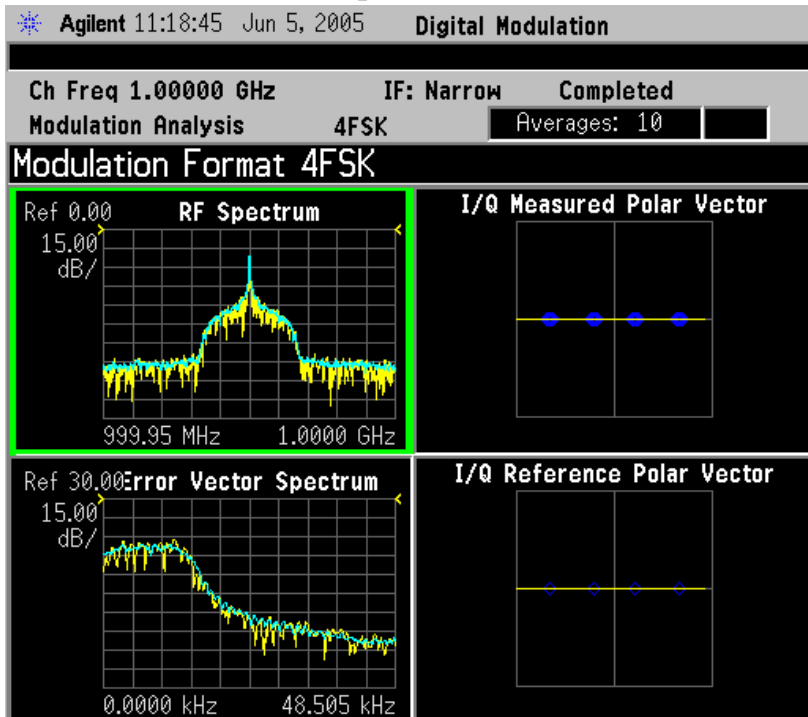 Agilent 11:18:45 Jun 5, 2005 Digital Modulation
Ch Freq 1.00000 GHz IF: Narrow Completed
Modulation Analysis 4FSK Averages: 10
Modulation Format 4FSK
Ref 0.00 RF Spectrum
15.00
dB/
999.95 MHz 1.0000 GHz
I/Q Measured Polar Vector
Ref 30.00 Error Vector Spectrum
15.00
dB/
0.0000 kHz 48.505 kHz
I/Q Reference Polar Vector